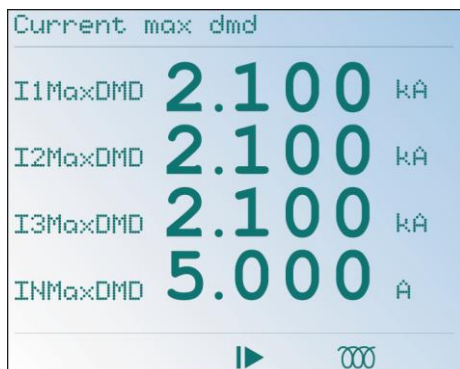 Current max dmd
I1MaxDMD 2.100 kA
I2MaxDMD 2.100 kA
I3MaxDMD 2.100 kA
INMaxDMD 5.000 A